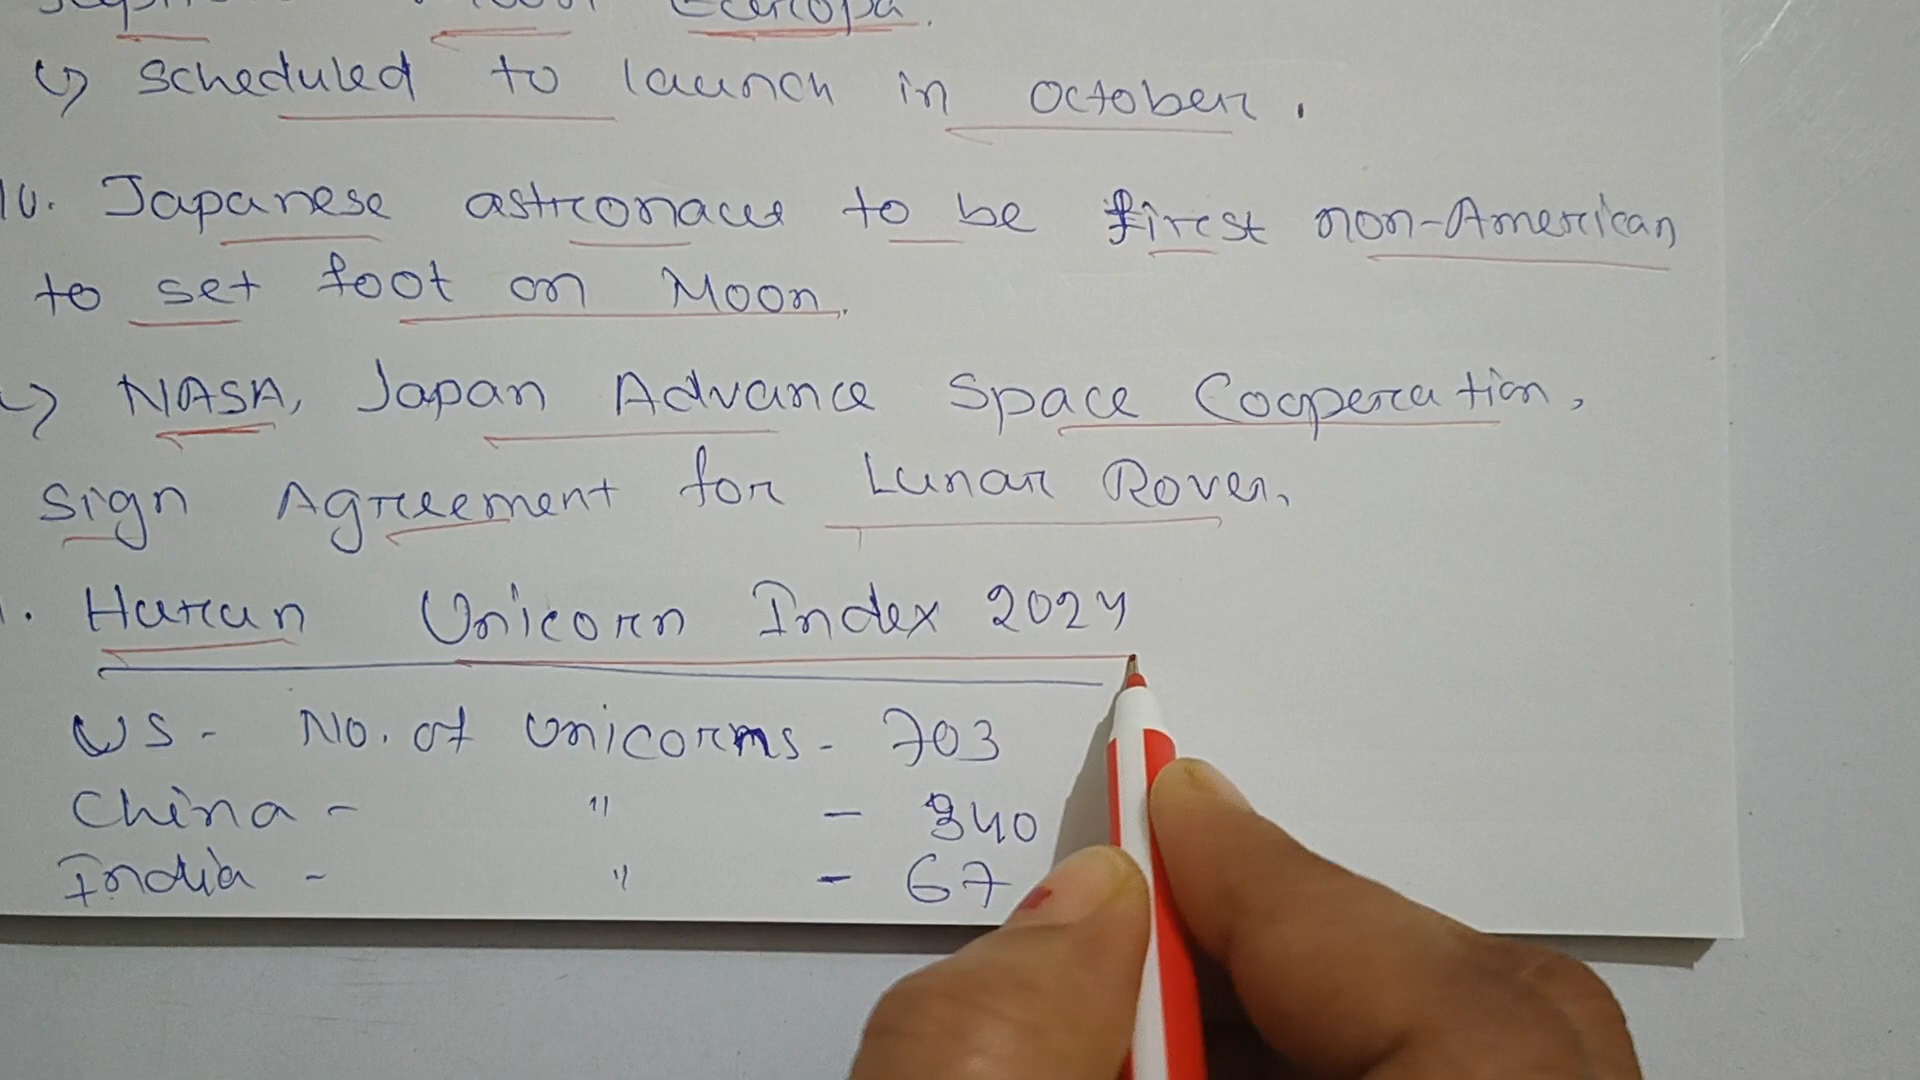 Europa.
↳ scheduled to launch in October.
10. Japanese astronaut to be first non-American
to set foot on Moon.
↳ NASA, Japan Advance Space Cooperation,
Sign Agreement for Lunar Rover.
. Hurun Unicorn Index 2024
US - No. of Unicorns - 703
China - " - 340
India - " - 67